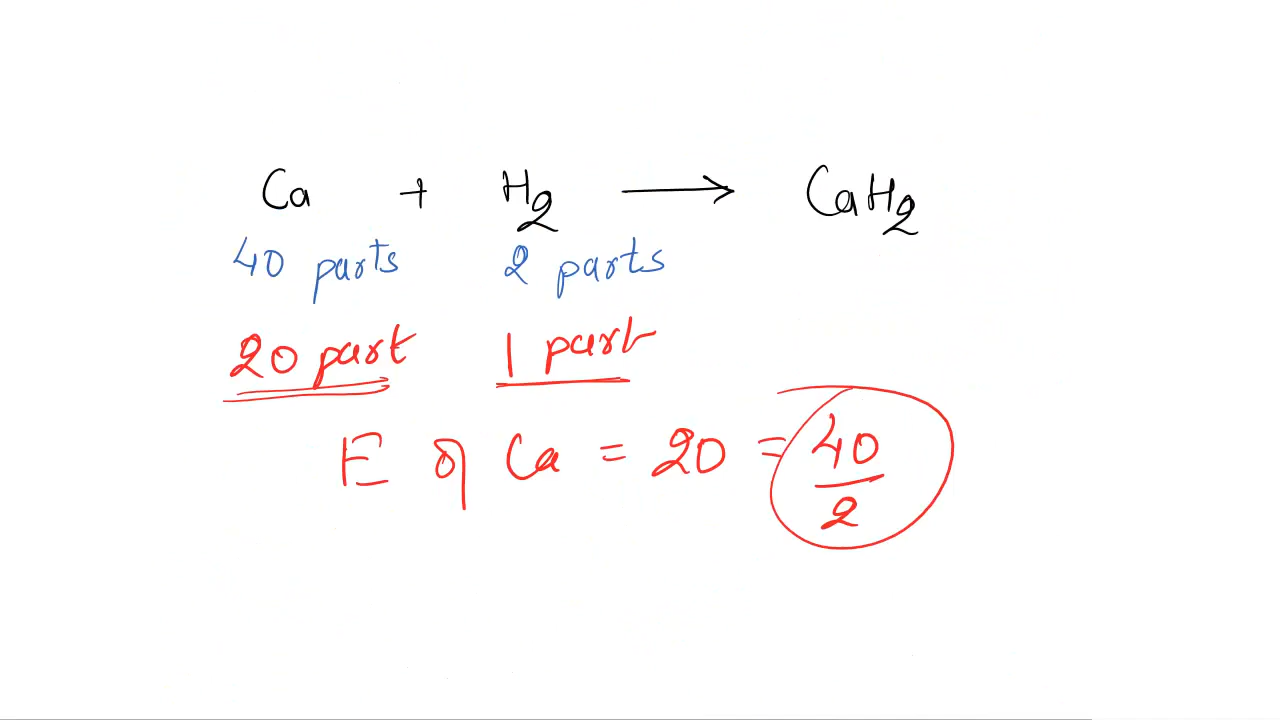 Ca + H2 → CaH2
40 parts 2 parts
20 part 1 part
E of Ca = 20 = 40/2